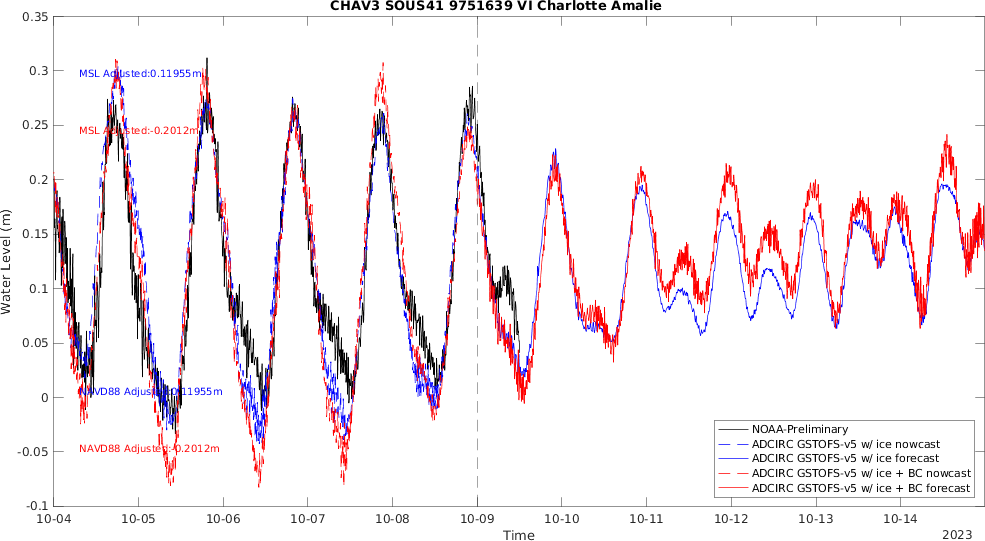 CHAV3 SOUS41 9751639 VI Charlotte Amalie
0.35
0.3
0.25
0.2
0.15
0.1
0.05
0
-0.05
-0.1
Water Level (m)
MSL Adjusted:0.11955m
MSL Adjusted:-0.2012m
NAVD88 Adjusted:0.11955m
NAVD88 Adjusted:-0.2012m
NOAA-Preliminary
ADCIRC GSTOFS-v5 w/ ice nowcast
ADCIRC GSTOFS-v5 w/ ice forecast
ADCIRC GSTOFS-v5 w/ ice + BC nowcast
ADCIRC GSTOFS-v5 w/ ice + BC forecast
10-04 10-05 10-06 10-07 10-08 10-09 10-10 10-11 10-12 10-13 10-14
Time
2023